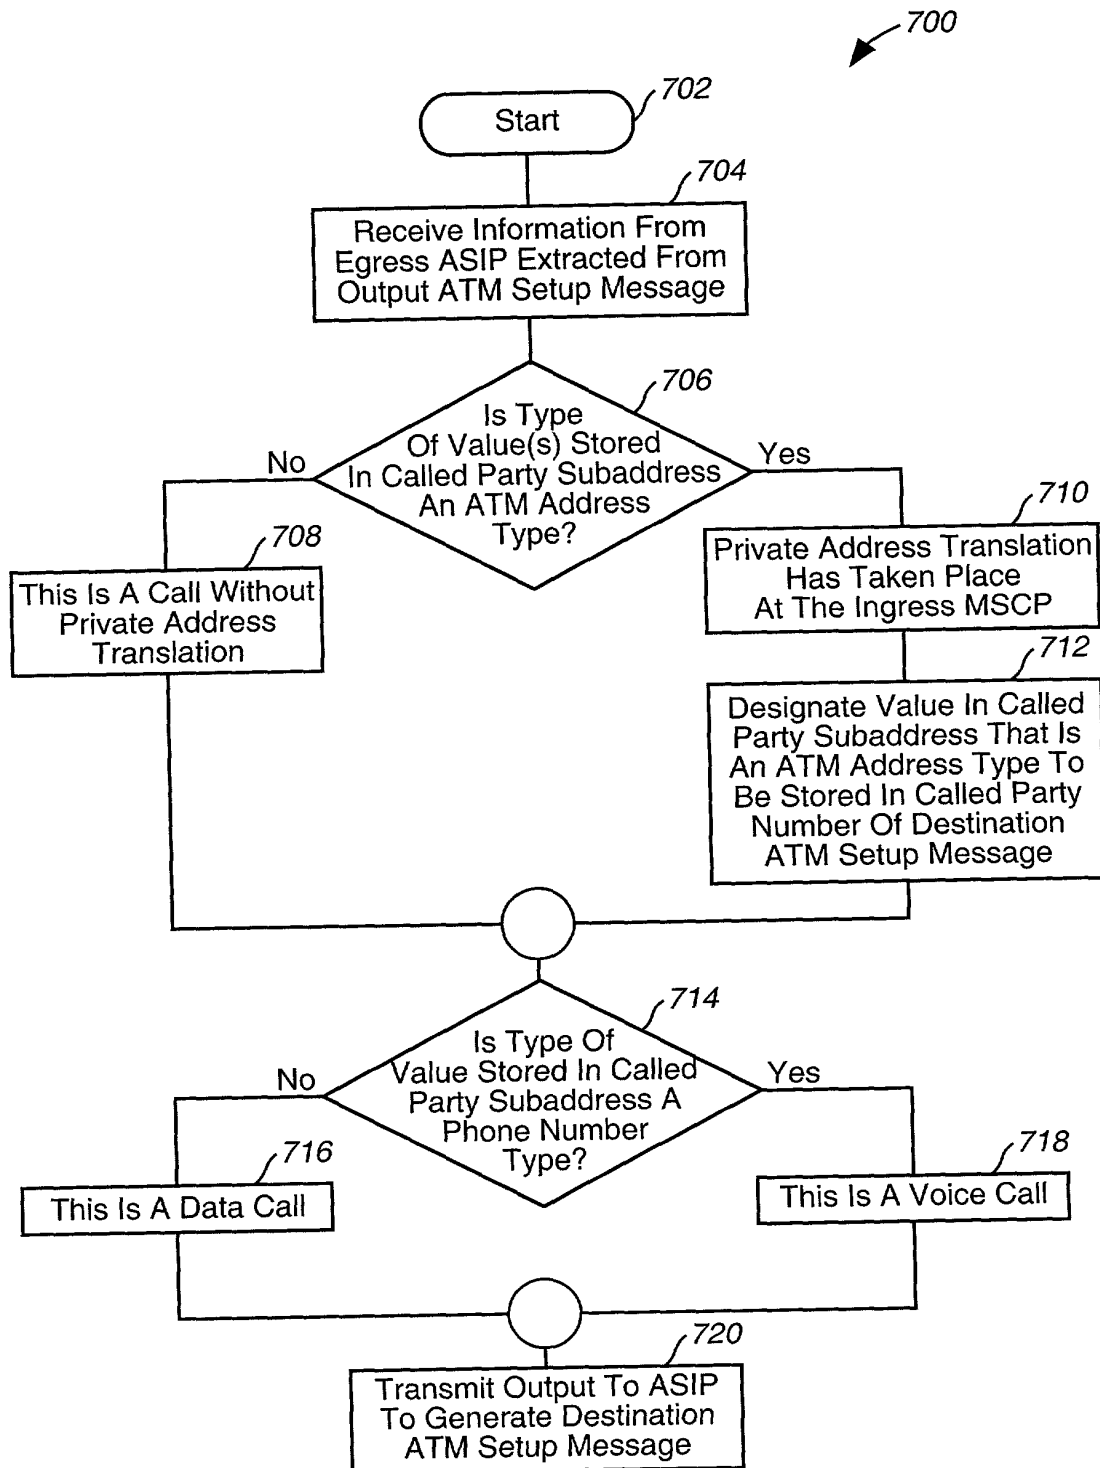 700
702
Start
704
Receive Information From
Egress ASIP Extracted From
Output ATM Setup Message
706
Is Type
Of Value(s) Stored
In Called Party Subaddress
An ATM Address
Type?
No
Yes
708
This Is A Call Without
Private Address
Translation
710
Private Address Translation
Has Taken Place
At The Ingress MSCP
712
Designate Value In Called
Party Subaddress That Is
An ATM Address Type To
Be Stored In Called Party
Number Of Destination
ATM Setup Message
714
Is Type Of
Value Stored In Called
Party Subaddress A
Phone Number
Type?
No
Yes
716
This Is A Data Call
718
This Is A Voice Call
720
Transmit Output To ASIP
To Generate Destination
ATM Setup Message